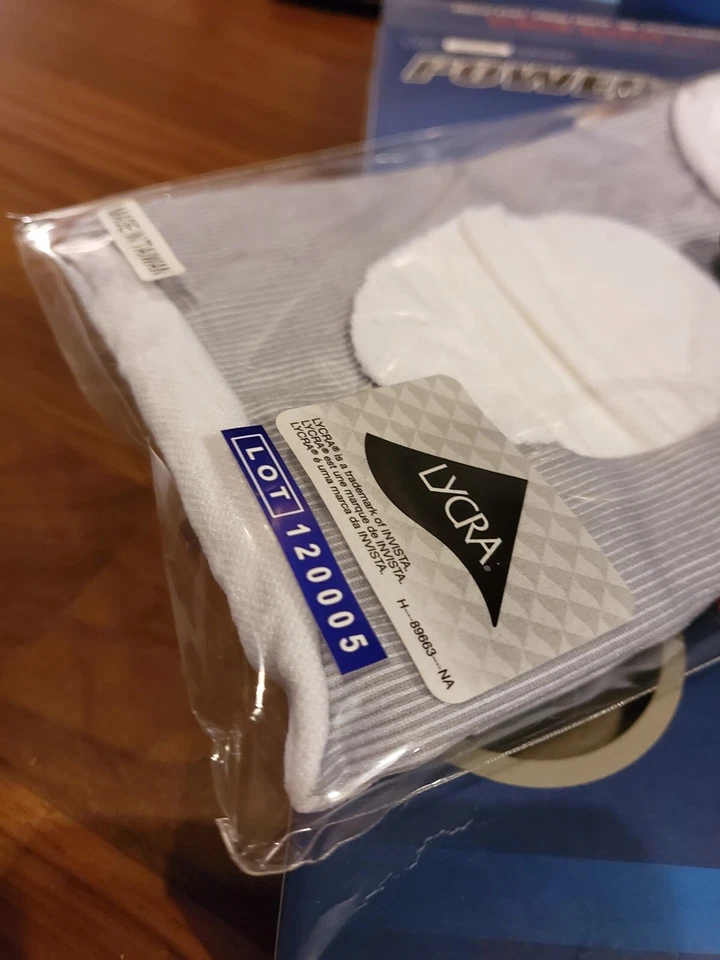 POWER
MADE IN TAIWAN
LOT 120005
LYCRA® is a trademark of INVISTA.
LYCRA® est une marque de INVISTA.
LYCRA® é uma marca da INVISTA.
LYCRA®
H---89663---NA